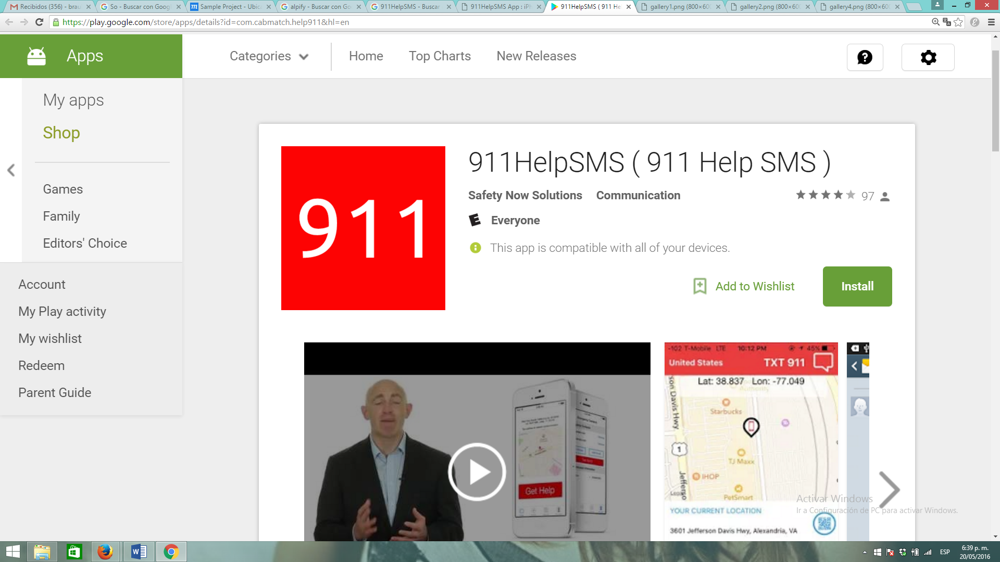 Recibidos (356) - brau
So - Buscar con Googl
Sample Project - Ubica
alpify - Buscar con Go
911HelpSMS - Buscar
911HelpSMS App : iPh
911HelpSMS ( 911 He
gallery1.png (800×600
gallery2.png (800×600
gallery4.png (800×600
https://play.google.com/store/apps/details?id=com.cabmatch.help911&hl=en
Apps
Categories
Home
Top Charts
New Releases
My apps
Shop
Games
Family
Editors' Choice
Account
My Play activity
My wishlist
Redeem
Parent Guide
911
911HelpSMS ( 911 Help SMS )
Safety Now Solutions Communication
97
Everyone
This app is compatible with all of your devices.
Add to Wishlist
Install
Get Help
-102 T-Mobile LTE 10:12 PM 45%
United States TXT 911
Lat: 38.837 Lon: -77.049
Authority
son Davis Hwy
Starbucks
1
TJ Maxx
IHOP
Jefferso
PetSmart
YOUR CURRENT LOCATION
3601 Jefferson Davis Hwy, Alexandria, VA
Activar Windows
Ir a Configuración de PC para activar Windows.
ESP
6:39 p. m.
20/05/2016